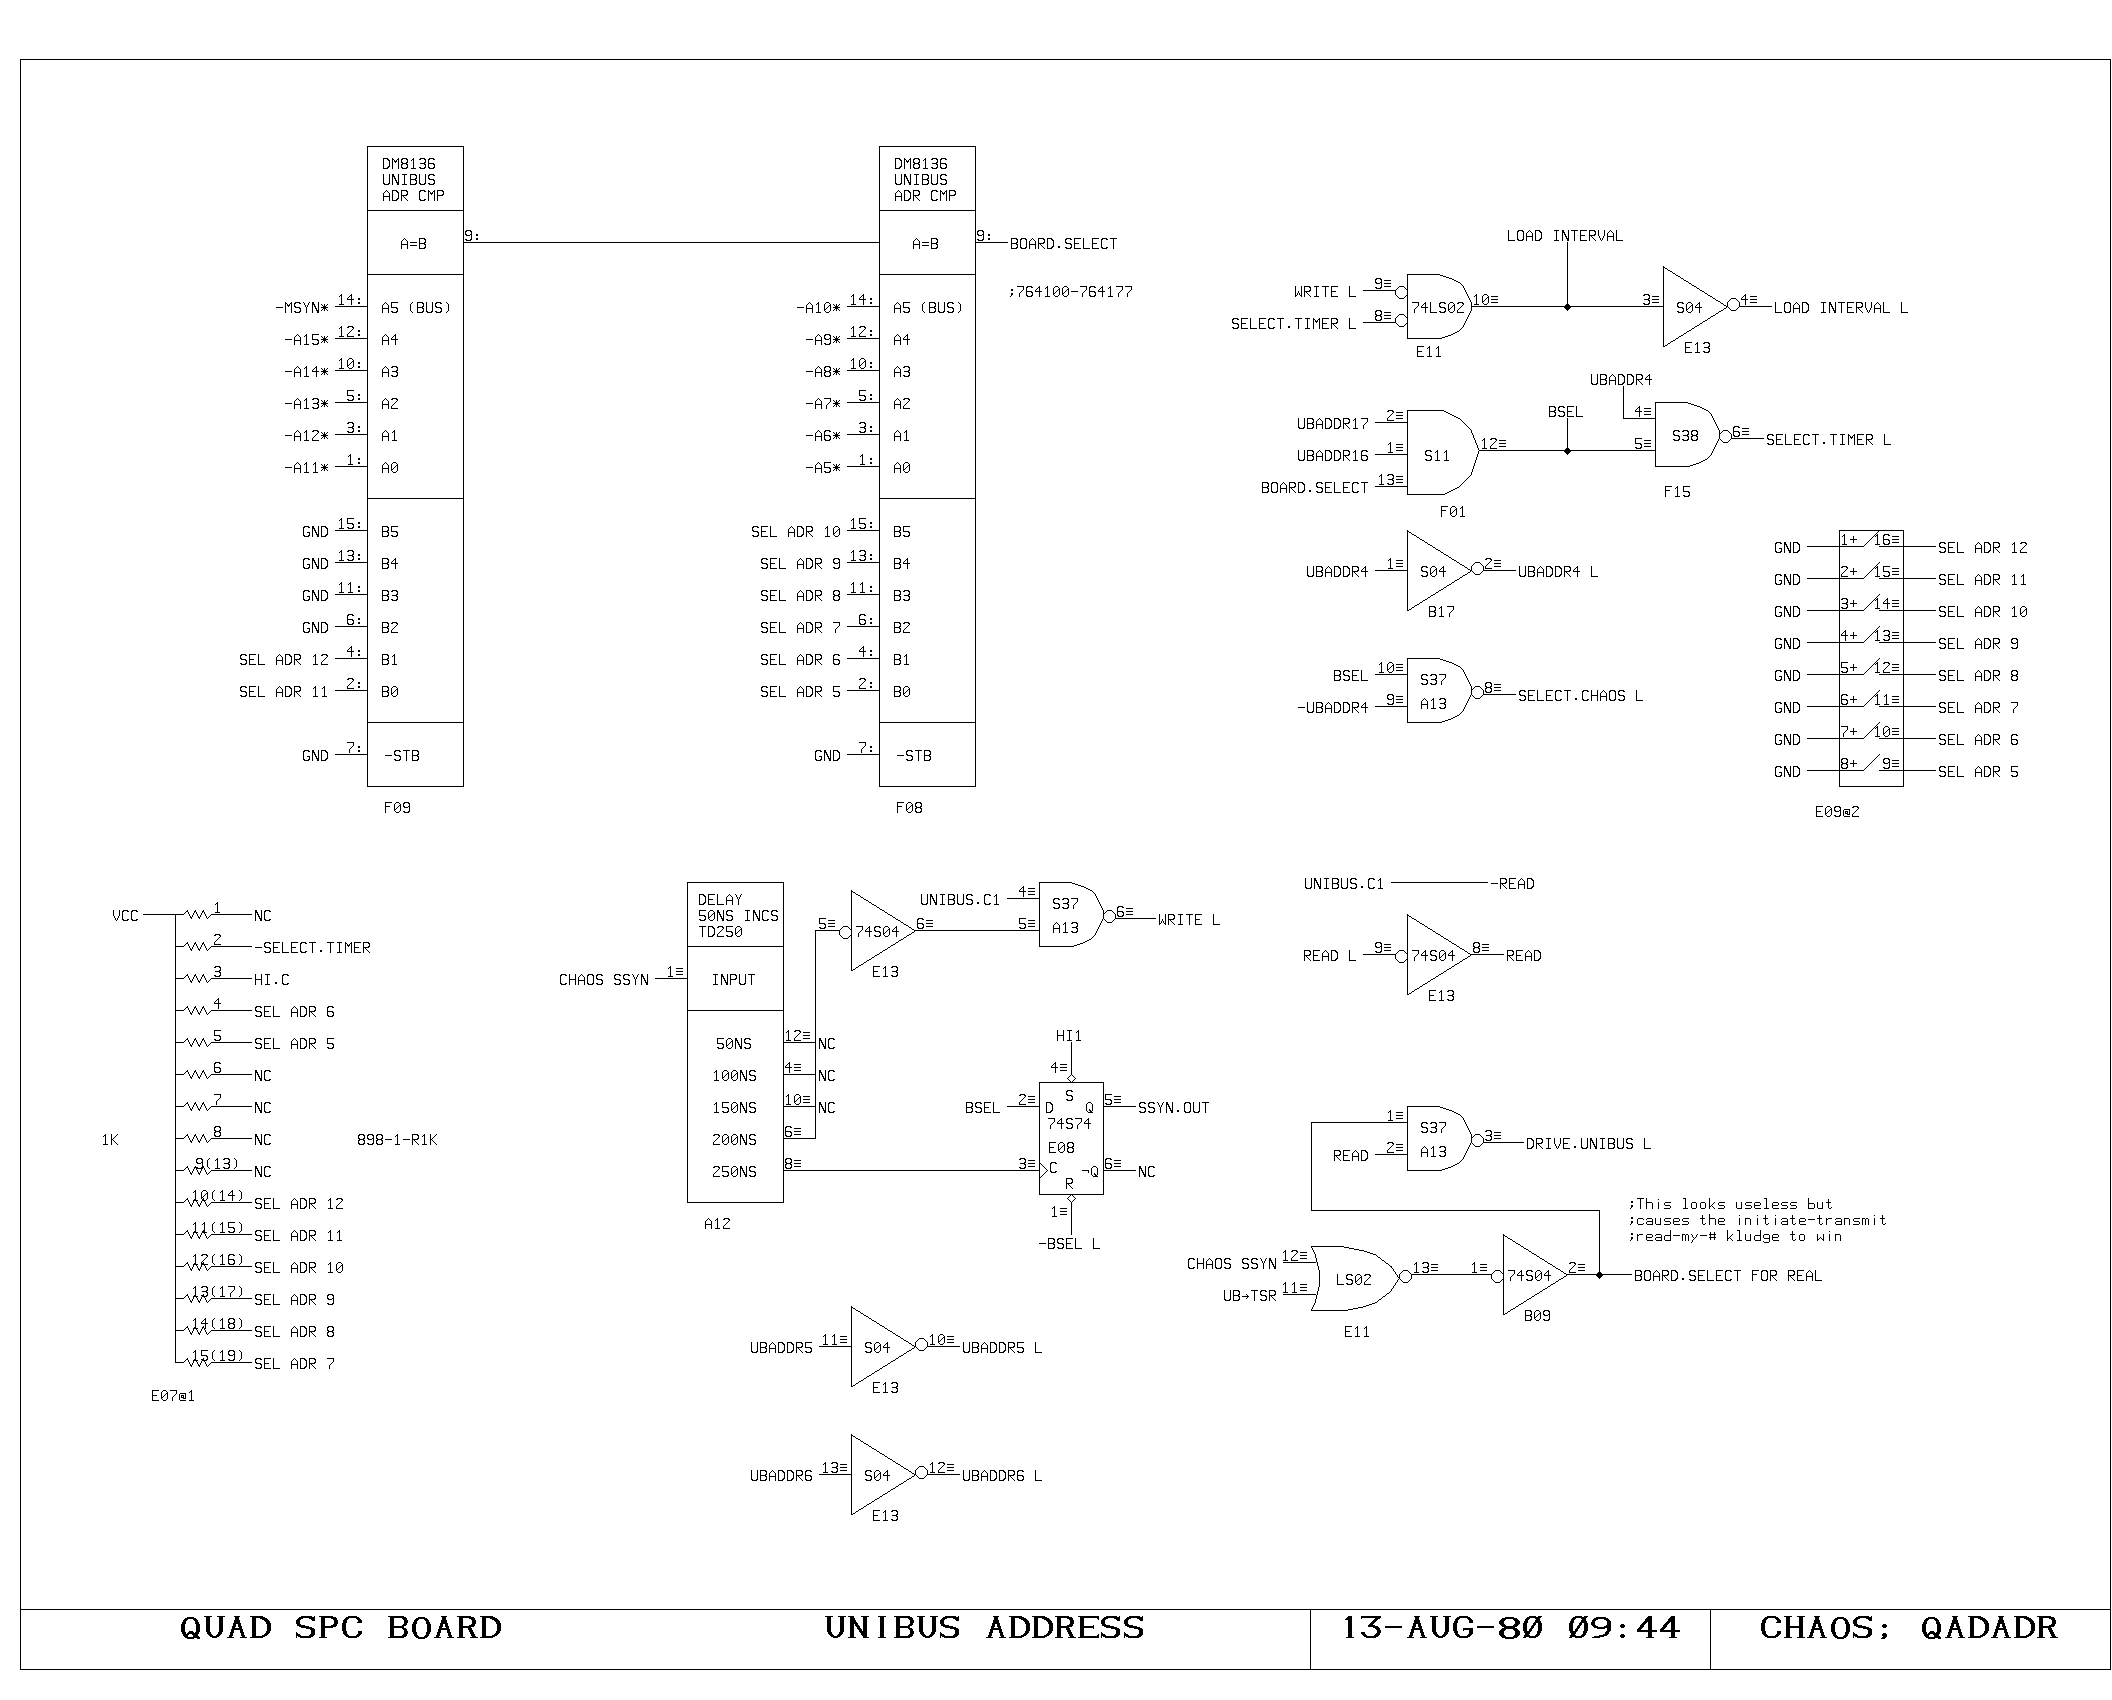 DM8136
UNIBUS
ADR CMP
A=B
9:
-MSYN* 14: A5 (BUS)
-A15* 12: A4
-A14* 10: A3
-A13* 5: A2
-A12* 3: A1
-A11* 1: A0
GND 15: B5
GND 13: B4
GND 11: B3
GND 6: B2
SEL ADR 12 4: B1
SEL ADR 11 2: B0
GND 7: -STB
F09
DM8136
UNIBUS
ADR CMP
A=B
9: BOARD.SELECT
;764100-764177
-A10* 14: A5 (BUS)
-A9* 12: A4
-A8* 10: A3
-A7* 5: A2
-A6* 3: A1
-A5* 1: A0
SEL ADR 10 15: B5
SEL ADR 9 13: B4
SEL ADR 8 11: B3
SEL ADR 7 6: B2
SEL ADR 6 4: B1
SEL ADR 5 2: B0
GND 7: -STB
F08
LOAD INTERVAL
WRITE L 9≡
SELECT.TIMER L 8≡
74LS02 10≡
E11
3≡ S04 4≡ LOAD INTERVAL L
E13
UBADDR17 2≡
UBADDR16 1≡
BOARD.SELECT 13≡
S11 12≡
F01
BSEL
UBADDR4
4≡
5≡
S38 6≡ SELECT.TIMER L
F15
UBADDR4 1≡ S04 2≡ UBADDR4 L
B17
BSEL 10≡
-UBADDR4 9≡
S37
A13
8≡ SELECT.CHAOS L
GND 1+ 16≡ SEL ADR 12
GND 2+ 15≡ SEL ADR 11
GND 3+ 14≡ SEL ADR 10
GND 4+ 13≡ SEL ADR 9
GND 5+ 12≡ SEL ADR 8
GND 6+ 11≡ SEL ADR 7
GND 7+ 10≡ SEL ADR 6
GND 8+ 9≡ SEL ADR 5
E09@2
VCC 1 NC
2 -SELECT.TIMER
3 HI.C
4 SEL ADR 6
5 SEL ADR 5
6 NC
7 NC
1K 8 NC 898-1-R1K
9(13) NC
10(14) SEL ADR 12
11(15) SEL ADR 11
12(16) SEL ADR 10
13(17) SEL ADR 9
14(18) SEL ADR 8
15(19) SEL ADR 7
E07@1
DELAY
50NS INCS
TD250
CHAOS SSYN 1≡ INPUT
50NS 12≡ NC
100NS 4≡ NC
150NS 10≡ NC
200NS 6≡
250NS 8≡
A12
5≡ 74S04 6≡
E13
UNIBUS.C1 4≡
5≡
S37
A13
6≡ WRITE L
HI1
4≡
S
BSEL 2≡ D Q 5≡ SSYN.OUT
74S74
E08
3≡ C ¬Q 6≡ NC
R
1≡
-BSEL L
UNIBUS.C1 -READ
READ L 9≡ 74S04 8≡ READ
E13
1≡
READ 2≡
S37
A13
3≡ DRIVE.UNIBUS L
;This looks useless but
;causes the initiate-transmit
;read-my-# kludge to win
CHAOS SSYN 12≡
UB→TSR 11≡
LS02 13≡
E11
1≡ 74S04 2≡ BOARD.SELECT FOR REAL
B09
UBADDR5 11≡ S04 10≡ UBADDR5 L
E13
UBADDR6 13≡ S04 12≡ UBADDR6 L
E13
QUAD SPC BOARD UNIBUS ADDRESS 13-AUG-80 09:44 CHAOS; QADADR